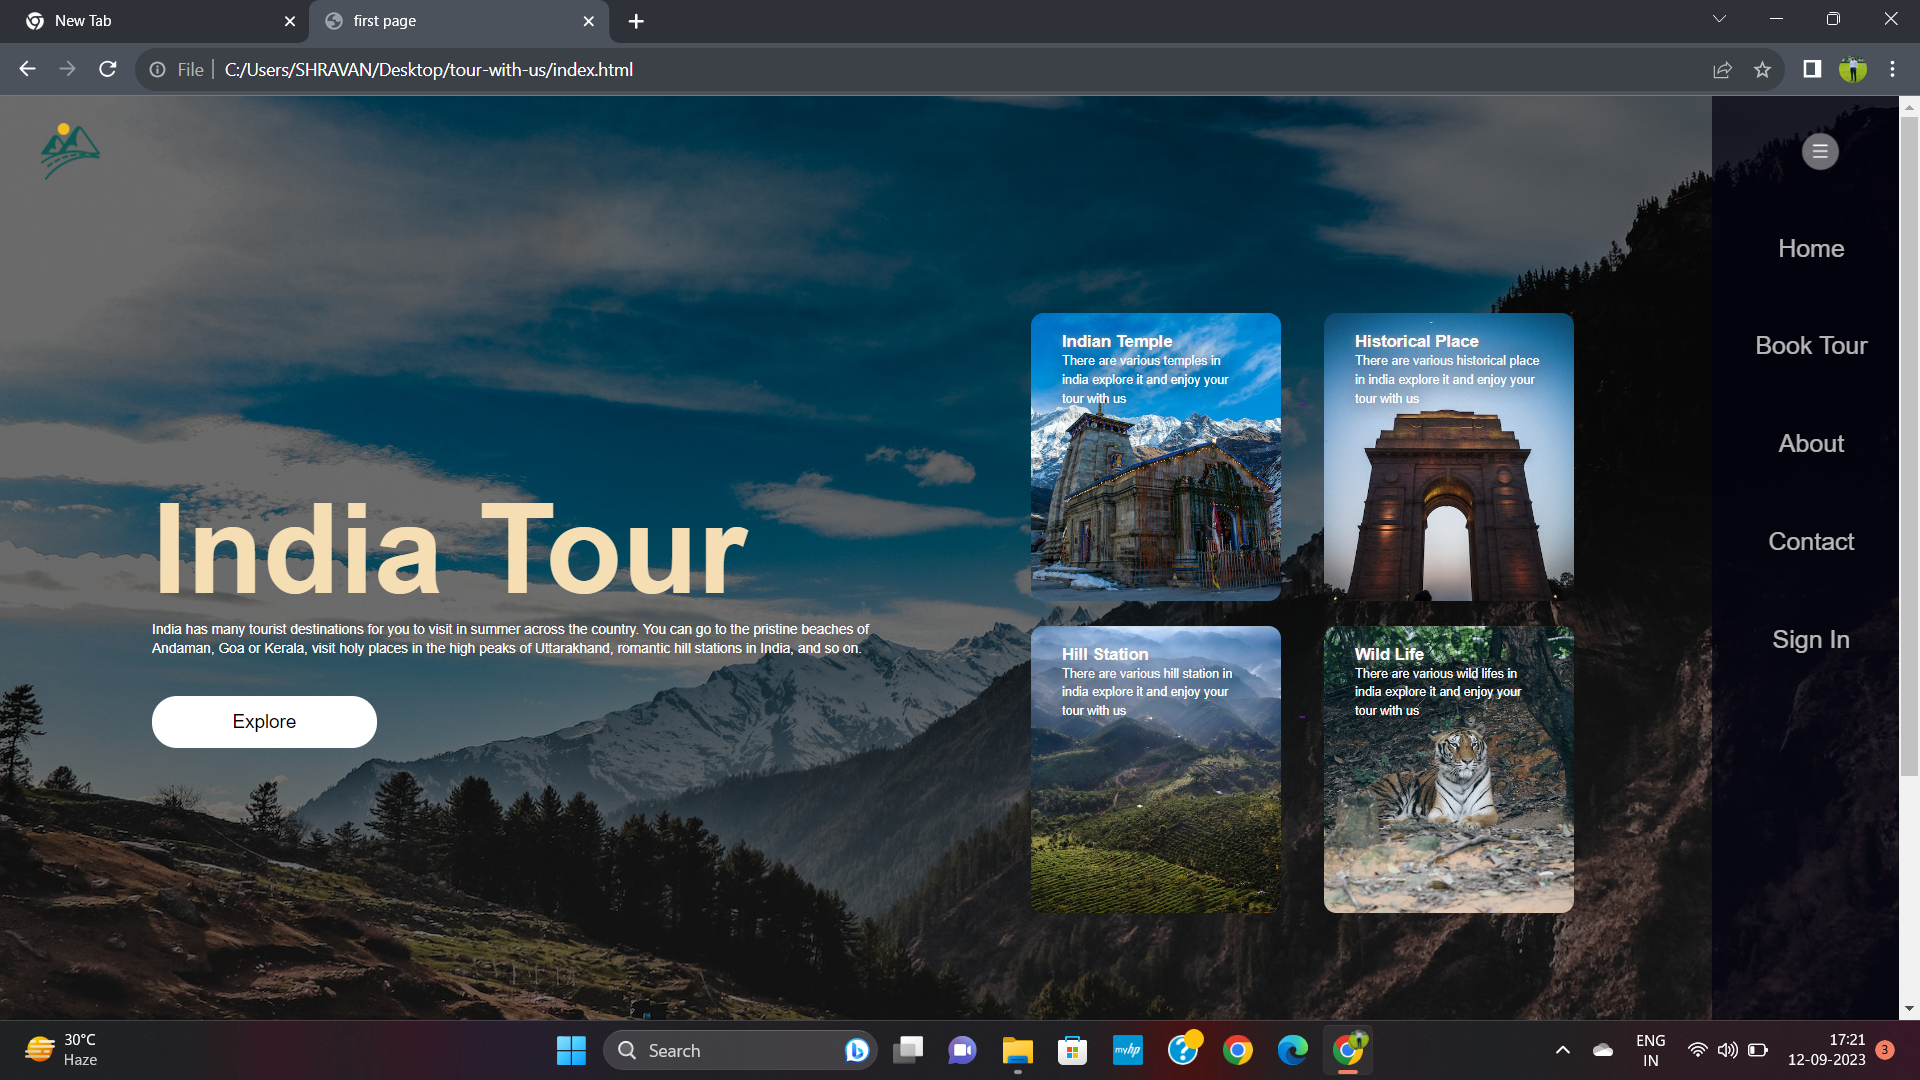 New Tab
first page
File
C:/Users/SHRAVAN/Desktop/tour-with-us/index.html
Home
Book Tour
About
Contact
Sign In
India Tour
India has many tourist destinations for you to visit in summer across the country. You can go to the pristine beaches of
Andaman, Goa or Kerala, visit holy places in the high peaks of Uttarakhand, romantic hill stations in India, and so on.
Explore
Indian Temple
There are various temples in
india explore it and enjoy your
tour with us
Historical Place
There are various historical place
in india explore it and enjoy your
tour with us
Hill Station
There are various hill station in
india explore it and enjoy your
tour with us
Wild Life
There are various wild lifes in
india explore it and enjoy your
tour with us
30°C
Haze
Search
myhp
ENG
IN
17:21
12-09-2023
3